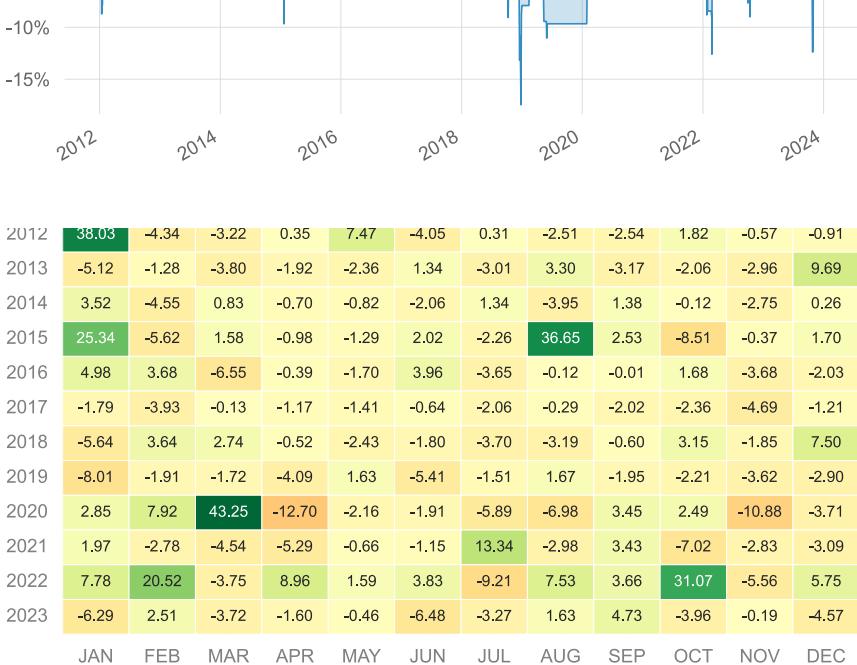 -10%
-15%
2012 2014 2016 2018 2020 2022 2024
2012 38.03 -4.34 -3.22 0.35 7.47 -4.05 0.31 -2.51 -2.54 1.82 -0.57 -0.91
2013 -5.12 -1.28 -3.80 -1.92 -2.36 1.34 -3.01 3.30 -3.17 -2.06 -2.96 9.69
2014 3.52 -4.55 0.83 -0.70 -0.82 -2.06 1.34 -3.95 1.38 -0.12 -2.75 0.26
2015 25.34 -5.62 1.58 -0.98 -1.29 2.02 -2.26 36.65 2.53 -8.51 -0.37 1.70
2016 4.98 3.68 -6.55 -0.39 -1.70 3.96 -3.65 -0.12 -0.01 1.68 -3.68 -2.03
2017 -1.79 -3.93 -0.13 -1.17 -1.41 -0.64 -2.06 -0.29 -2.02 -2.36 -4.69 -1.21
2018 -5.64 3.64 2.74 -0.52 -2.43 -1.80 -3.70 -3.19 -0.60 3.15 -1.85 7.50
2019 -8.01 -1.91 -1.72 -4.09 1.63 -5.41 -1.51 1.67 -1.95 -2.21 -3.62 -2.90
2020 2.85 7.92 43.25 -12.70 -2.16 -1.91 -5.89 -6.98 3.45 2.49 -10.88 -3.71
2021 1.97 -2.78 -4.54 -5.29 -0.66 -1.15 13.34 -2.98 3.43 -7.02 -2.83 -3.09
2022 7.78 20.52 -3.75 8.96 1.59 3.83 -9.21 7.53 3.66 31.07 -5.56 5.75
2023 -6.29 2.51 -3.72 -1.60 -0.46 -6.48 -3.27 1.63 4.73 -3.96 -0.19 -4.57
JAN FEB MAR APR MAY JUN JUL AUG SEP OCT NOV DEC